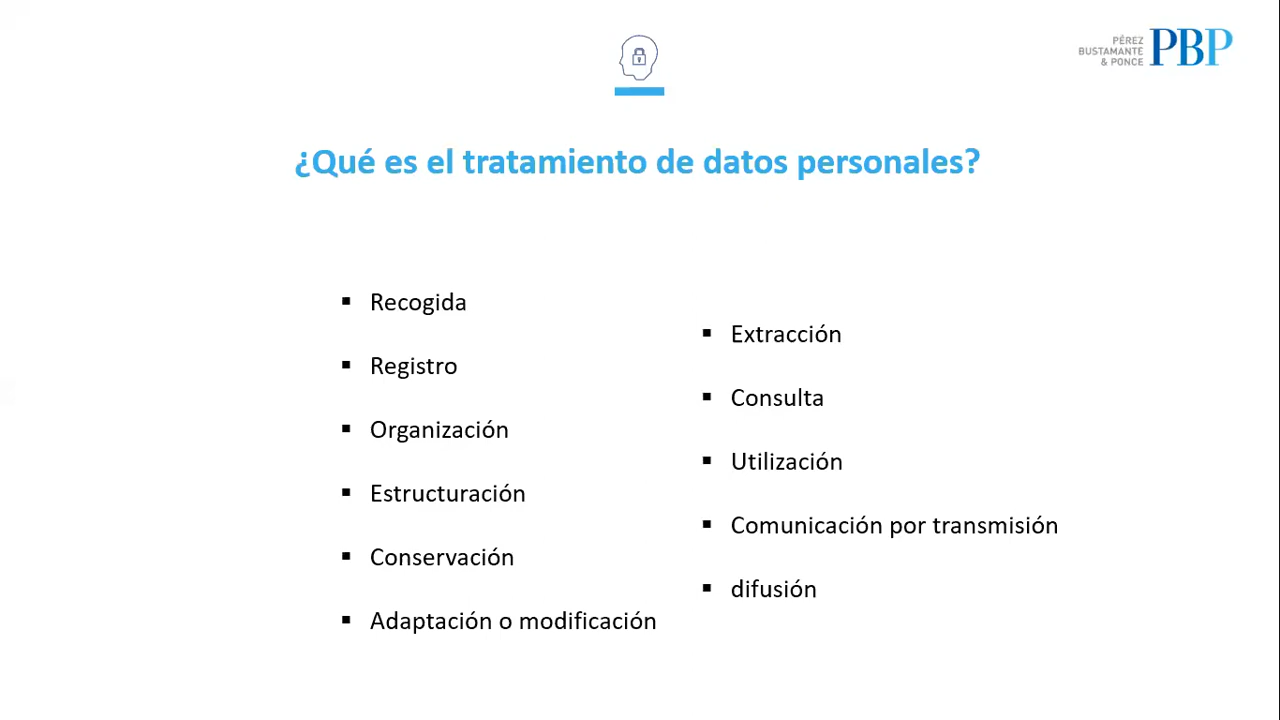 PÉREZ
BUSTAMANTE
& PONCE
PBP
¿Qué es el tratamiento de datos personales?
▪ Recogida
▪ Registro
▪ Organización
▪ Estructuración
▪ Conservación
▪ Adaptación o modificación
▪ Extracción
▪ Consulta
▪ Utilización
▪ Comunicación por transmisión
▪ difusión